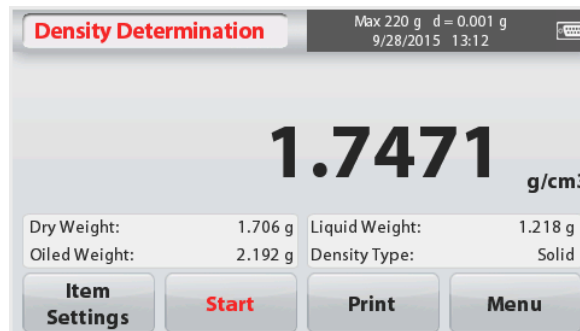 Density Determination
Max 220 g d = 0.001 g
9/28/2015 13:12
1.7471
g/cm3
Dry Weight: 1.706 g Liquid Weight: 1.218 g
Oiled Weight: 2.192 g Density Type: Solid
Item Settings Start Print Menu